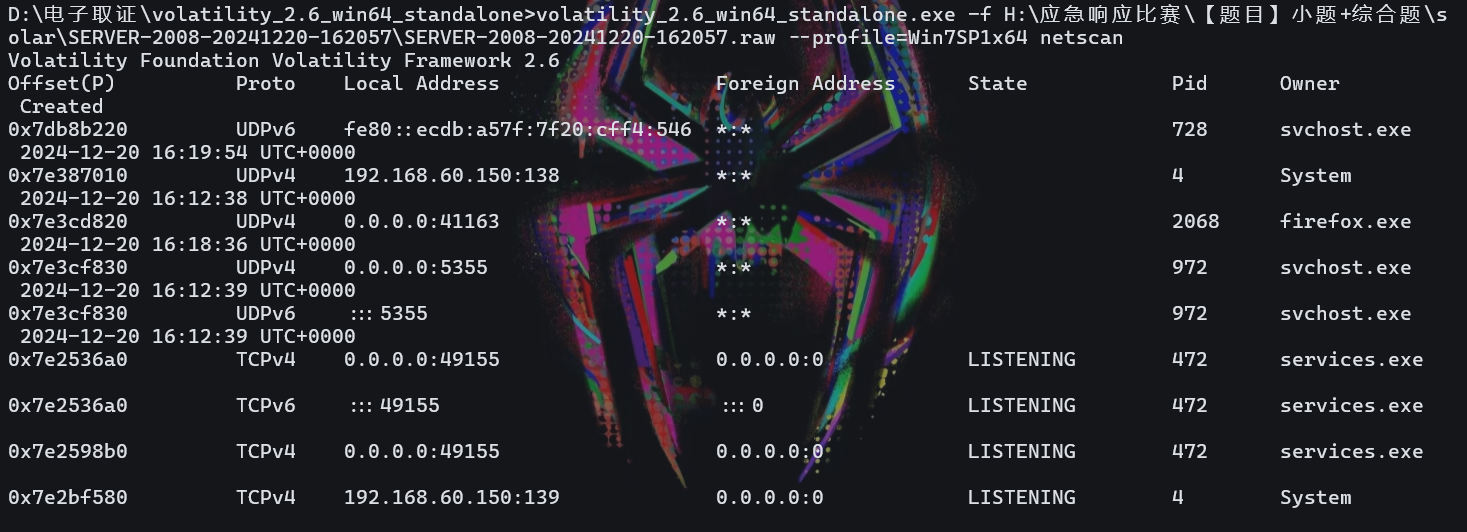 D:\电子取证\volatility_2.6_win64_standalone>volatility_2.6_win64_standalone.exe -f H:\应急响应比赛\【题目】小题+综合题\s
olar\SERVER-2008-20241220-162057\SERVER-2008-20241220-162057.raw --profile=Win7SP1x64 netscan
Volatility Foundation Volatility Framework 2.6
Offset(P) Proto Local Address Foreign Address State Pid Owner
Created
0x7db8b220 UDPv6 fe80::ecdb:a57f:7f20:cff4:546 *:* 728 svchost.exe
2024-12-20 16:19:54 UTC+0000
0x7e387010 UDPv4 192.168.60.150:138 *:* 4 System
2024-12-20 16:12:38 UTC+0000
0x7e3cd820 UDPv4 0.0.0.0:41163 *:* 2068 firefox.exe
2024-12-20 16:18:36 UTC+0000
0x7e3cf830 UDPv4 0.0.0.0:5355 *:* 972 svchost.exe
2024-12-20 16:12:39 UTC+0000
0x7e3cf830 UDPv6 :::5355 *:* 972 svchost.exe
2024-12-20 16:12:39 UTC+0000
0x7e2536a0 TCPv4 0.0.0.0:49155 0.0.0.0:0 LISTENING 472 services.exe
0x7e2536a0 TCPv6 :::49155 :::0 LISTENING 472 services.exe
0x7e2598b0 TCPv4 0.0.0.0:49155 0.0.0.0:0 LISTENING 472 services.exe
0x7e2bf580 TCPv4 192.168.60.150:139 0.0.0.0:0 LISTENING 4 System